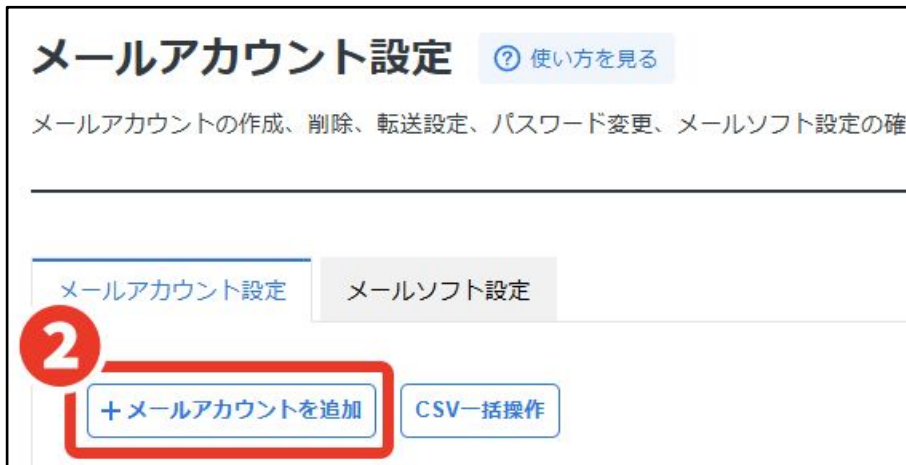 メールアカウント設定 ? 使い方を見る
メールアカウントの作成、削除、転送設定、パスワード変更、メールソフト設定の確
メールアカウント設定 メールソフト設定
2
+メールアカウントを追加 CSV一括操作